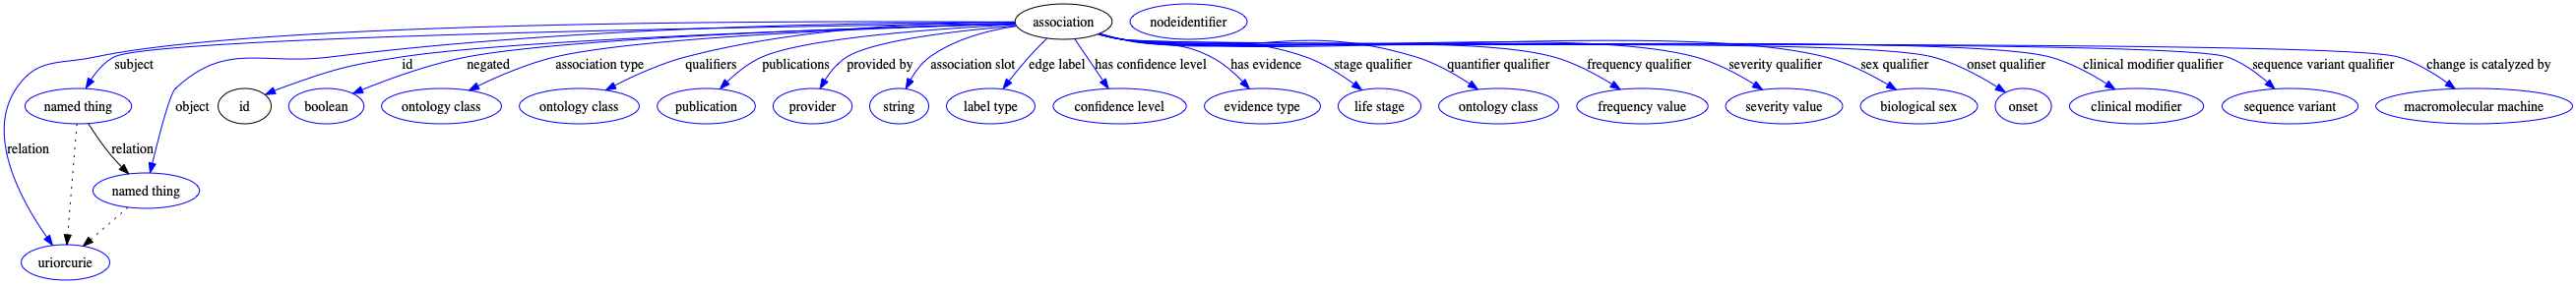 association
nodeidentifier
subject
id
negated
association type
qualifiers
publications
provided by
association slot
edge label
has confidence level
has evidence
stage qualifier
quantifier qualifier
frequency qualifier
severity qualifier
sex qualifier
onset qualifier
clinical modifier qualifier
sequence variant qualifier
change is catalyzed by
named thing
object
id
boolean
ontology class
ontology class
publication
provider
string
label type
confidence level
evidence type
life stage
ontology class
frequency value
severity value
biological sex
onset
clinical modifier
sequence variant
macromolecular machine
relation
relation
named thing
uriorcurie